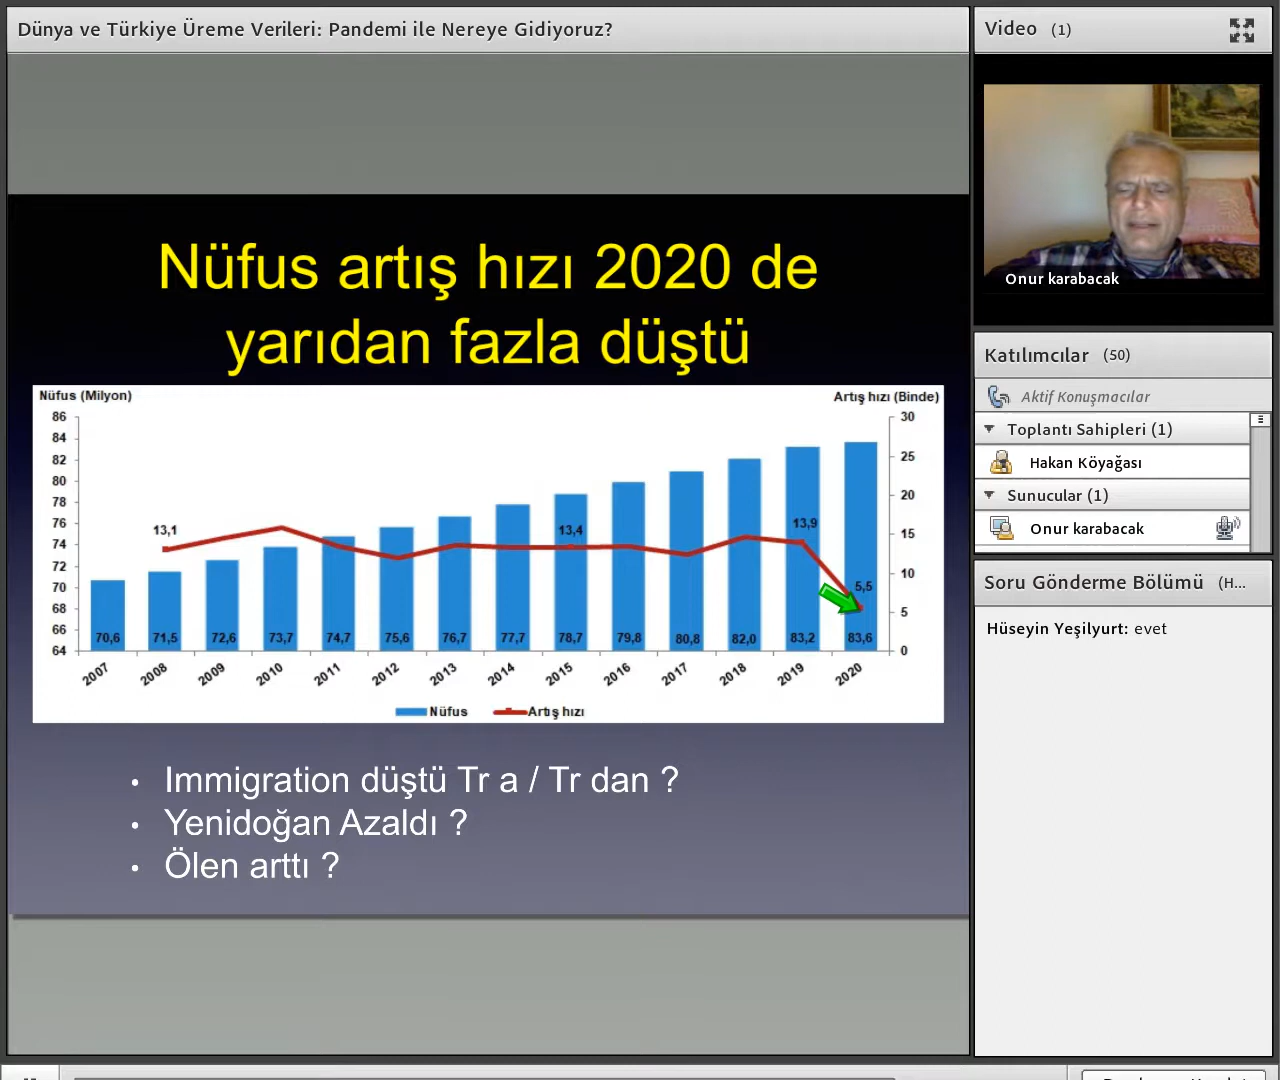 Dünya ve Türkiye Üreme Verileri: Pandemi ile Nereye Gidiyoruz?
Nüfus artış hızı 2020 de
yarıdan fazla düştü
Nüfus (Milyon)
Artış hızı (Binde)
86
84
82
80
78
76
74
72
70
68
66
64
30
25
20
15
10
5
0
13,1
13,4
13,9
5,5
70,6 71,5 72,6 73,7 74,7 75,6 76,7 77,7 78,7 79,8 80,8 82,0 83,2 83,6
2007 2008 2009 2010 2011 2012 2013 2014 2015 2016 2017 2018 2019 2020
Nüfus Artış hızı
• Immigration düştü Tr a / Tr dan ?
• Yenidoğan Azaldı ?
• Ölen arttı ?
Video (1)
Onur karabacak
Katılımcılar (50)
Aktif Konuşmacılar
Toplantı Sahipleri (1)
Hakan Köyağası
Sunucular (1)
Onur karabacak
Soru Gönderme Bölümü (H...
Hüseyin Yeşilyurt: evet